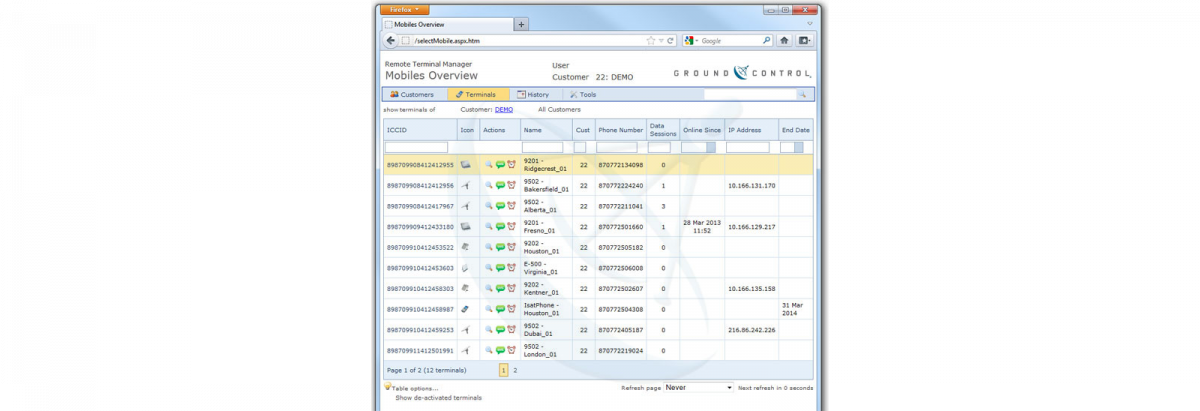 Firefox
Mobiles Overview
/selectMobile.aspx.htm
Google
Remote Terminal Manager
Mobiles Overview
User
Customer 22: DEMO
GROUND CONTROL
Customers Terminals History Tools
show terminals of Customer: DEMO All Customers
ICCID Icon Actions Name Cust Phone Number Data Sessions Online Since IP Address End Date
898709908412412955 9201 - Ridgecrest_01 22 870772134098 0
898709908412412956 9502 - Bakersfield_01 22 870772224240 1 10.166.131.170
898709908412417967 9502 - Alberta_01 22 870772211041 3
898709909412433180 9201 - Fresno_01 22 870772501660 1 28 Mar 2013 11:52 10.166.129.217
898709910412453522 9202 - Houston_01 22 870772505182 0
898709910412453603 E-500 - Virginia_01 22 870772506008 0
898709910412458303 9202 - Kentner_01 22 870772502607 0 10.166.135.158
898709910412458987 IsatPhone - Houston_01 22 870772504308 0 31 Mar 2014
898709910412459253 9502 - Dubai_01 22 870772405187 0 216.86.242.226
898709911412501991 9502 - London_01 22 870772219024 0
Page 1 of 2 (12 terminals) 1 2
Table options...
Refresh page Never Next refresh in 0 seconds
Show de-activated terminals